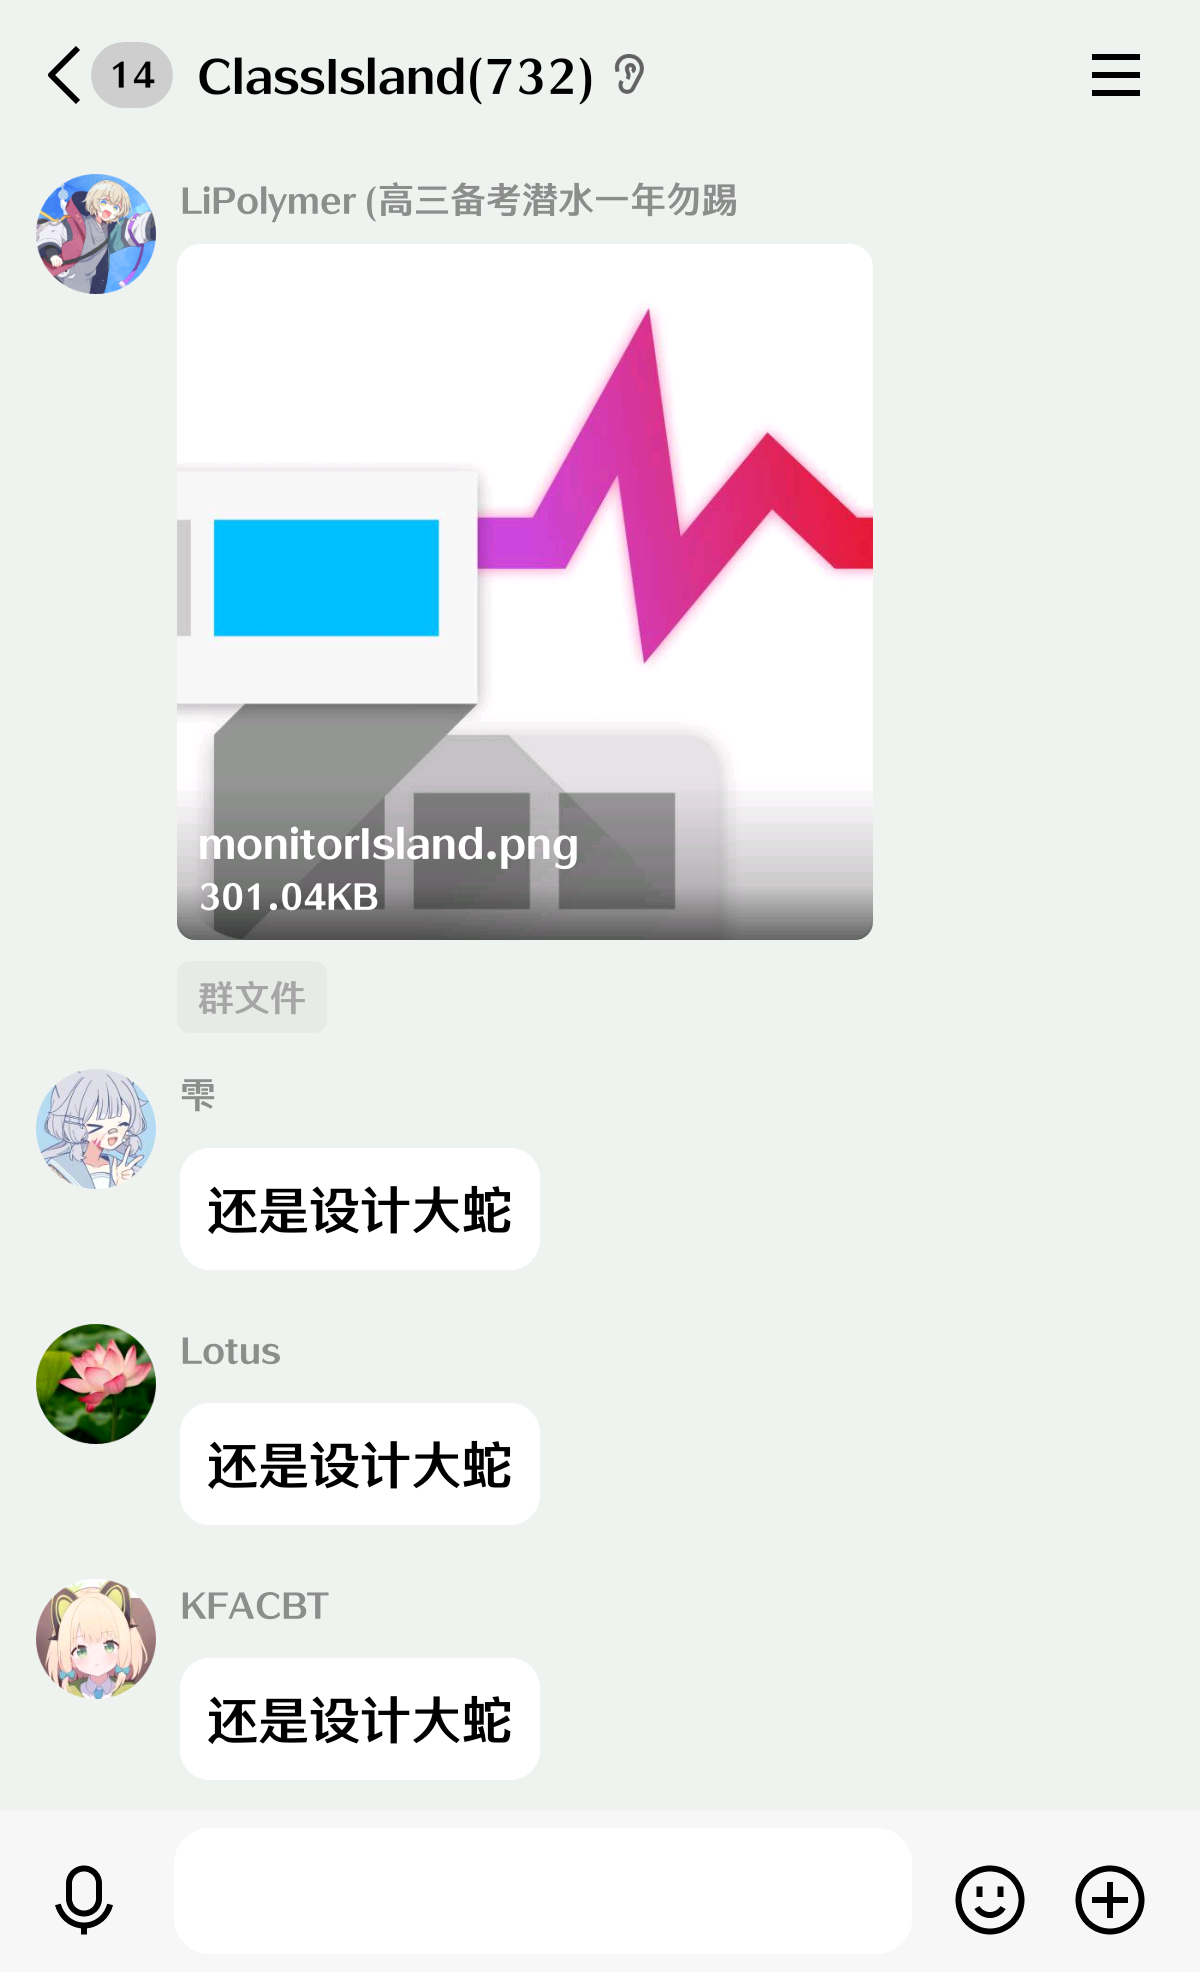 14
ClassIsland(732)
LiPolymer (高三备考潜水一年勿踢
monitorIsland.png
301.04KB
群文件
雫
还是设计大蛇
Lotus
还是设计大蛇
KFACBT
还是设计大蛇